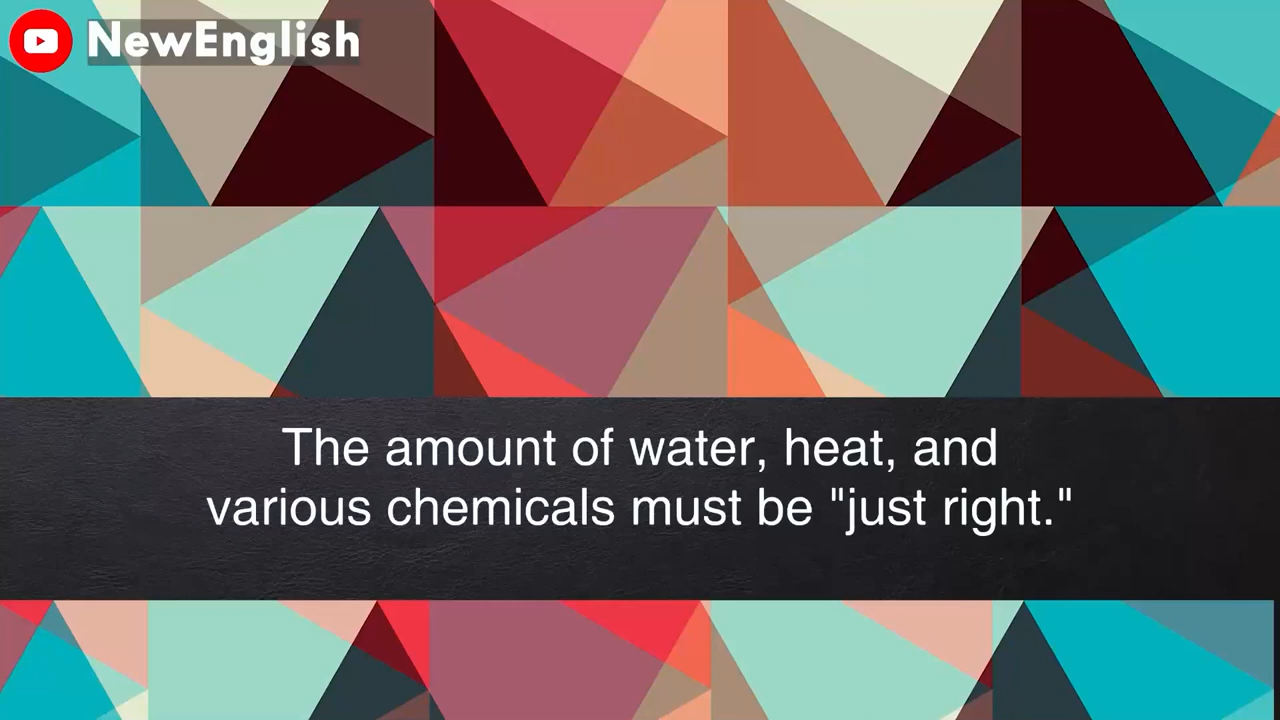 NewEnglish
The amount of water, heat, and
various chemicals must be "just right."